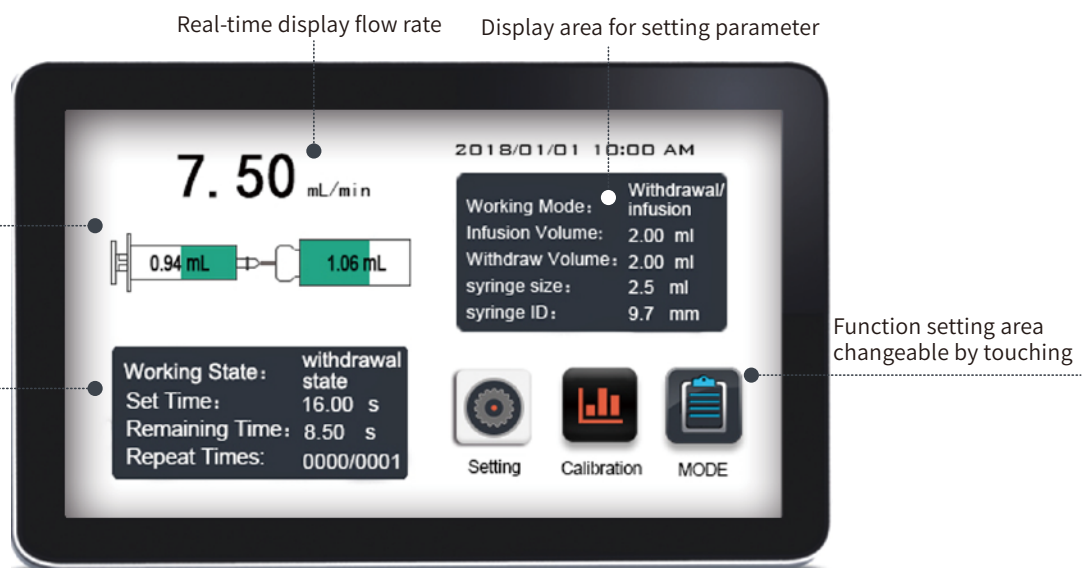 Real-time display flow rate
Display area for setting parameter
7.50 mL/min
2018/01/01 10:00 AM
Working Mode: Withdrawal/
infusion
Infusion Volume: 2.00 ml
Withdraw Volume: 2.00 ml
syringe size: 2.5 ml
syringe ID: 9.7 mm
0.94 mL
1.06 mL
Function setting area
changeable by touching
Working State: withdrawal
state
Set Time: 16.00 s
Remaining Time: 8.50 s
Repeat Times: 0000/0001
Setting
Calibration
MODE